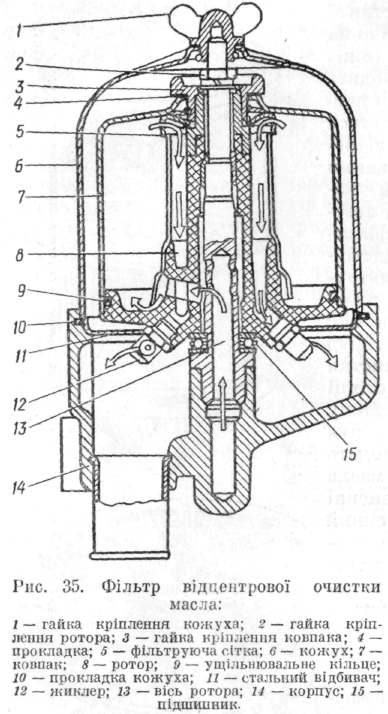 1
2
3
4
5
6
7
8
9
10
11
12
13
14
15
Рис. 35. Фільтр відцентрової очистки
масла:
1 — гайка кріплення кожуха; 2 — гайка кріп-
лення ротора; 3 — гайка кріплення ковпака; 4 —
прокладка; 5 — фільтруюча сітка; 6 — кожух; 7 —
ковпак; 8 — ротор; 9 — ущільнювальне кільце;
10 — прокладка кожуха; 11 — стальний відбивач;
12 — жиклер; 13 — вісь ротора; 14 — корпус; 15 —
підшипник.